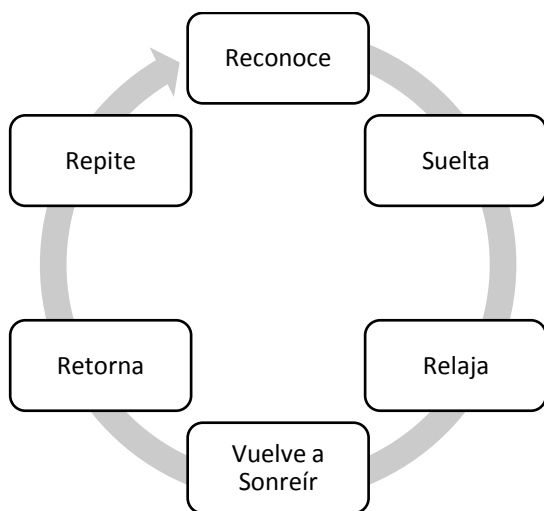 Reconoce
Suelta
Relaja
Vuelve a
Sonreír
Retorna
Repite